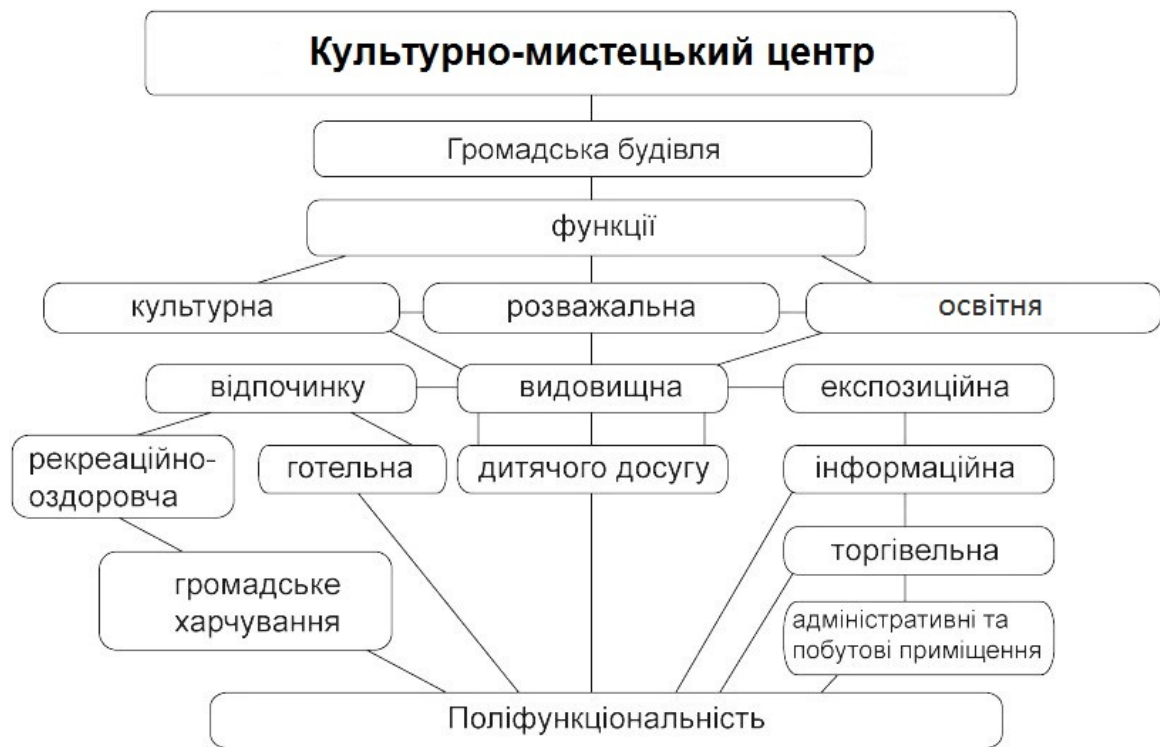 Культурно-мистецький центр
Громадська будівля
функції
культурна
розважальна
освітня
відпочинку
видовищна
експозиційна
рекреаційно-
оздоровча
готельна
дитячого досугу
інформаційна
торгівельна
громадське
харчування
адміністративні та
побутові приміщення
Поліфункціональність